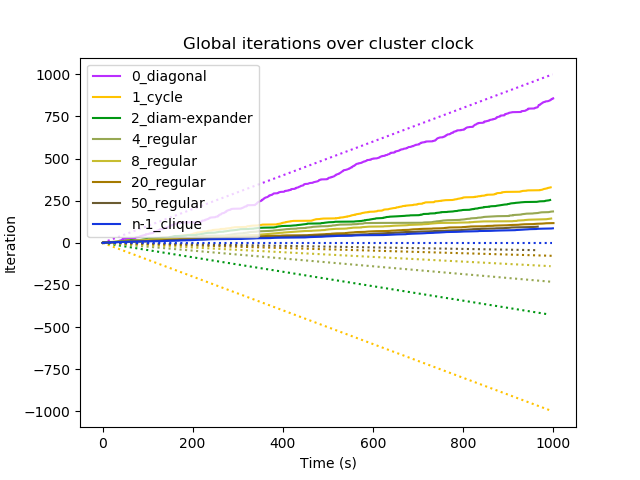 Global iterations over cluster clock
1000
750
500
250
0
−250
−500
−750
−1000
Iteration
0_diagonal
1_cycle
2_diam-expander
4_regular
8_regular
20_regular
50_regular
n-1_clique
0
200
400
600
800
1000
Time (s)